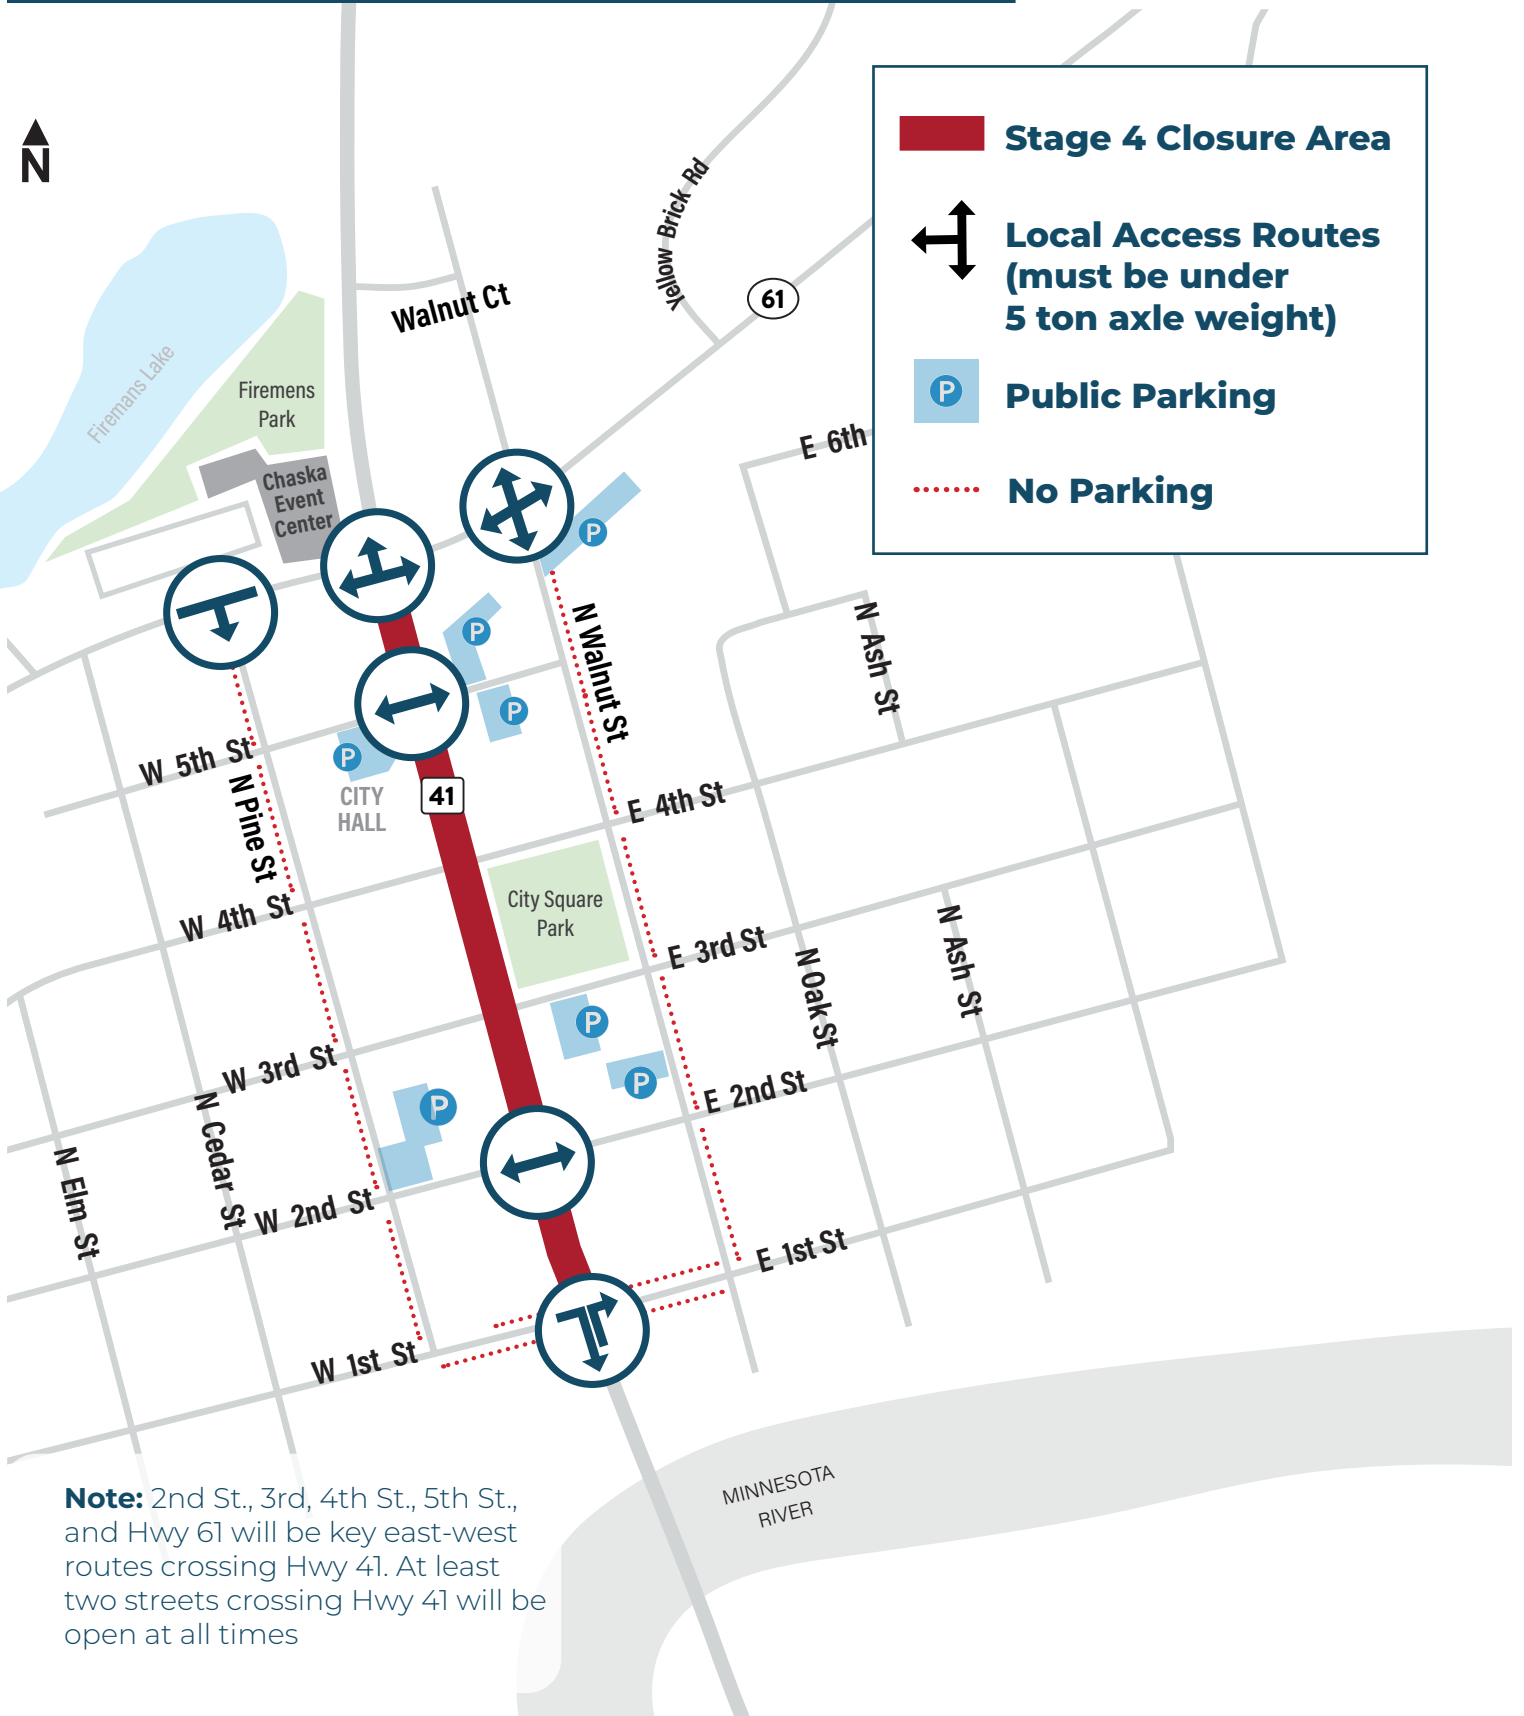 N
Stage 4 Closure Area
Local Access Routes
(must be under
5 ton axle weight)
Public Parking
P
No Parking
Yellow Brick Rd
61
Walnut Ct
Firemans Lake
Firemens
Park
Chaska
Event
Center
E 6th
P
P
P
P
N Walnut St
N Ash St
W 5th St
N Pine St
CITY
HALL
41
E 4th St
W 4th St
City Square
Park
E 3rd St
N Oak St
N Ash St
P
P
P
W 3rd St
E 2nd St
N Cedar St
N Elm St
W 2nd St
E 1st St
W 1st St
MINNESOTA
RIVER
Note: 2nd St., 3rd, 4th St., 5th St.,
and Hwy 61 will be key east-west
routes crossing Hwy 41. At least
two streets crossing Hwy 41 will be
open at all times